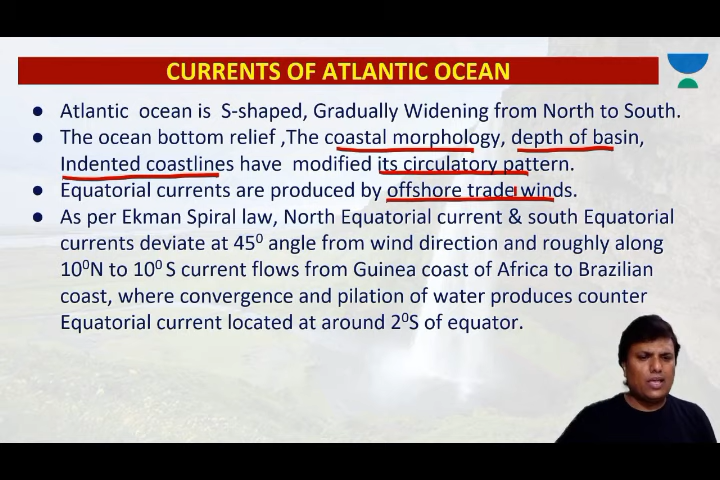 CURRENTS OF ATLANTIC OCEAN
● Atlantic ocean is S-shaped, Gradually Widening from North to South.
● The ocean bottom relief ,The coastal morphology, depth of basin,
Indented coastlines have modified its circulatory pattern.
● Equatorial currents are produced by offshore trade winds.
● As per Ekman Spiral law, North Equatorial current & south Equatorial
currents deviate at 45⁰ angle from wind direction and roughly along
10⁰N to 10⁰ S current flows from Guinea coast of Africa to Brazilian
coast, where convergence and pilation of water produces counter
Equatorial current located at around 2⁰S of equator.